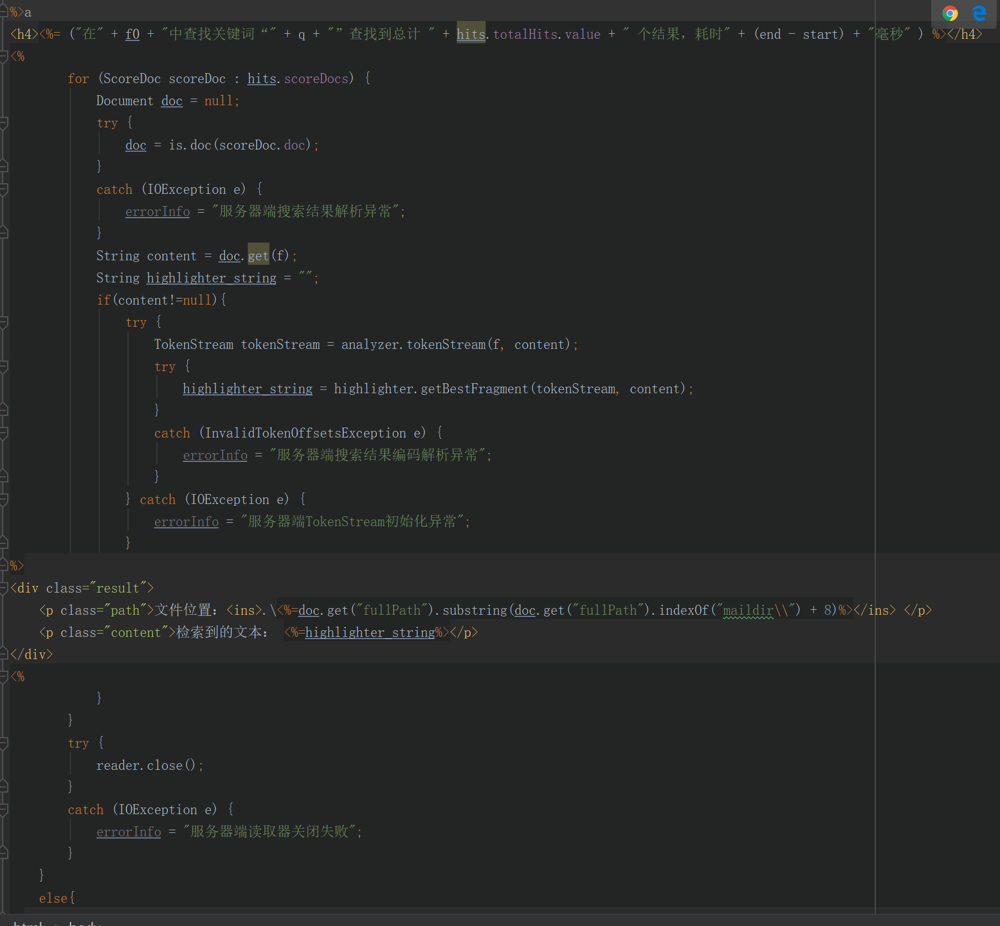 %>a
<h4><%= ("在" + f0 + "中查找关键词“" + q + "”查找到总计 " + hits.totalHits.value + " 个结果，耗时" + (end - start) + "毫秒" ) %></h4>
<%
for (ScoreDoc scoreDoc : hits.scoreDocs) {
Document doc = null;
try {
doc = is.doc(scoreDoc.doc);
}
catch (IOException e) {
errorInfo = "服务器端搜索结果解析异常";
}
String content = doc.get(f);
String highlighter_string = "";
if(content!=null){
try {
TokenStream tokenStream = analyzer.tokenStream(f, content);
try {
highlighter_string = highlighter.getBestFragment(tokenStream, content);
}
catch (InvalidTokenOffsetsException e) {
errorInfo = "服务器端搜索结果编码解析异常";
}
} catch (IOException e) {
errorInfo = "服务器端TokenStream初始化异常";
}
%>
<div class="result">
<p class="path">文件位置：<ins>.\<%=doc.get("fullPath").substring(doc.get("fullPath").indexOf("maildir\\") + 8)%></ins> </p>
<p class="content">检索到的文本： <%=highlighter_string%></p>
</div>
<%
}
}
try {
reader.close();
}
catch (IOException e) {
errorInfo = "服务器端读取器关闭失败";
}
}
else{
html › body